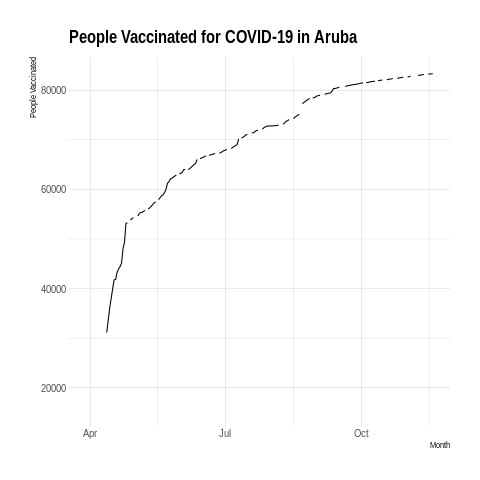 People Vaccinated for COVID-19 in Aruba
People Vaccinated
80000
60000
40000
20000
Apr
Jul
Oct
Month